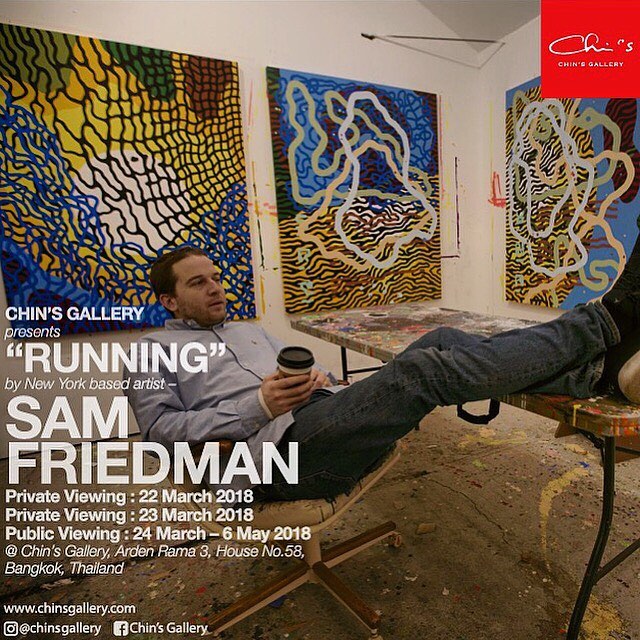 Chin's
CHIN'S GALLERY
CHIN'S GALLERY
presents
“RUNNING”
by New York based artist –
SAM
FRIEDMAN
Private Viewing : 22 March 2018
Private Viewing : 23 March 2018
Public Viewing : 24 March – 6 May 2018
@ Chin's Gallery, Arden Rama 3, House No.58,
Bangkok, Thailand
www.chinsgallery.com
@chinsgallery Chin's Gallery